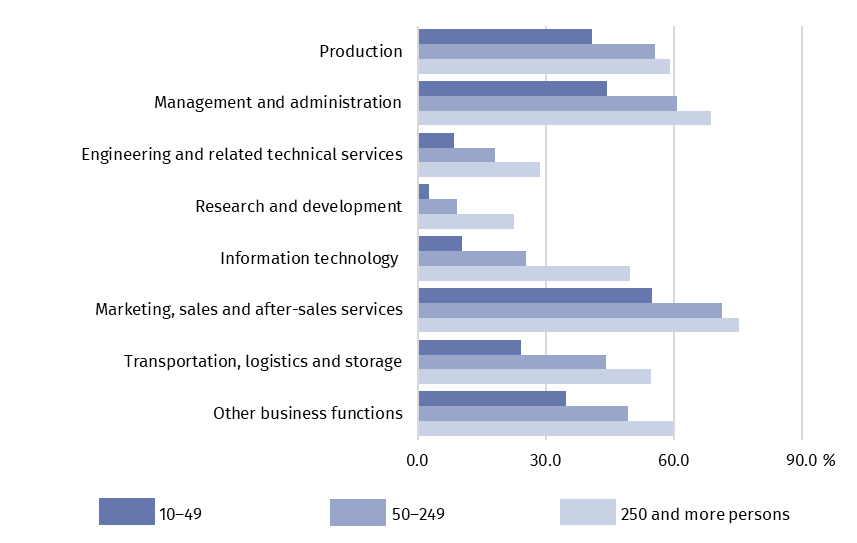 Production
Management and administration
Engineering and related technical services
Research and development
Information technology
Marketing, sales and after-sales services
Transportation, logistics and storage
Other business functions
0.0 30.0 60.0 90.0 %
10–49 50–249 250 and more persons